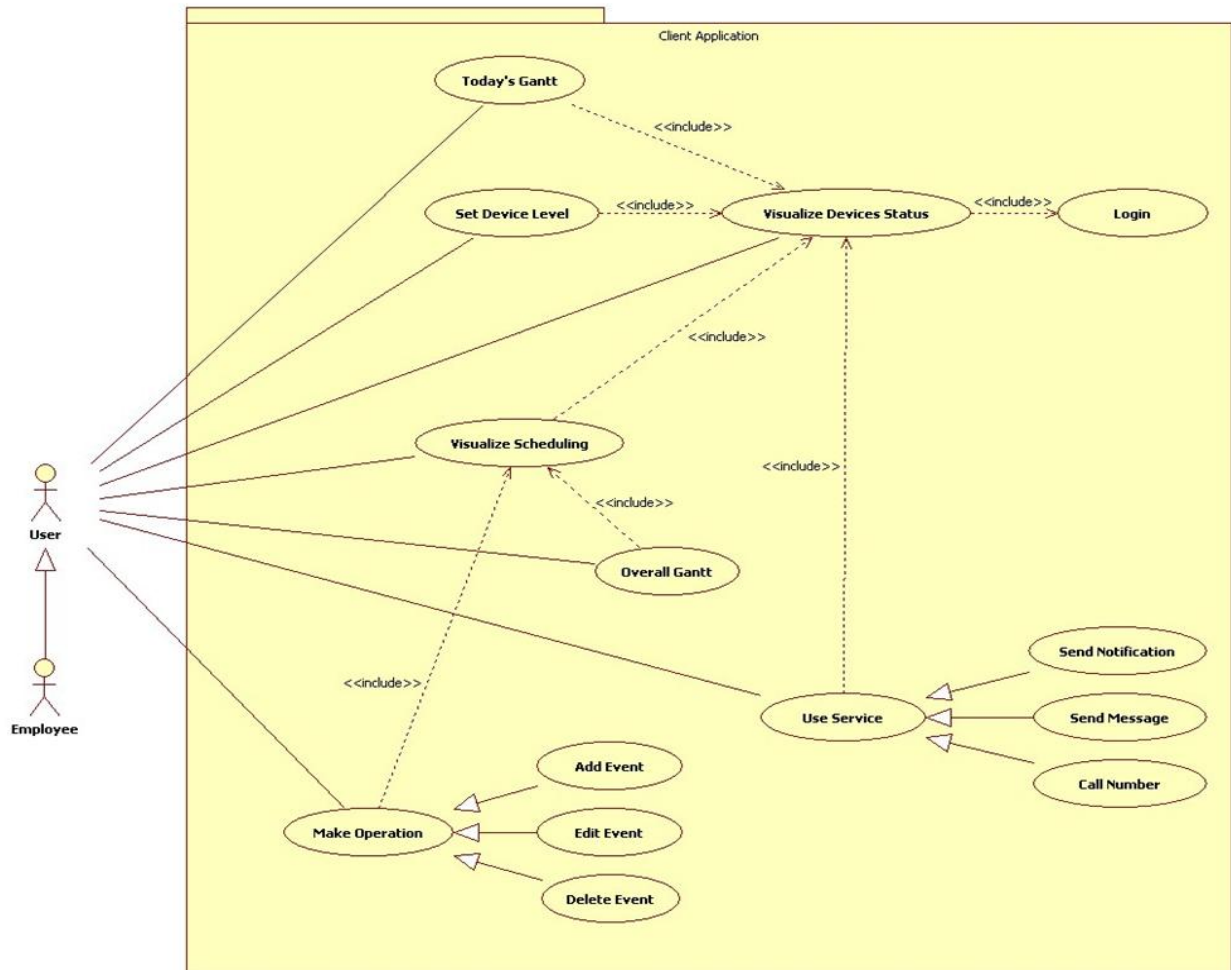 Client Application
Today's Gantt
<<include>>
Set Device Level
<<include>>
Visualize Devices Status
<<include>>
Login
<<include>>
Visualize Scheduling
<<include>>
<<include>>
User
Overall Gantt
Send Notification
<<include>>
Employee
Use Service
Send Message
Add Event
Call Number
Make Operation
Edit Event
Delete Event